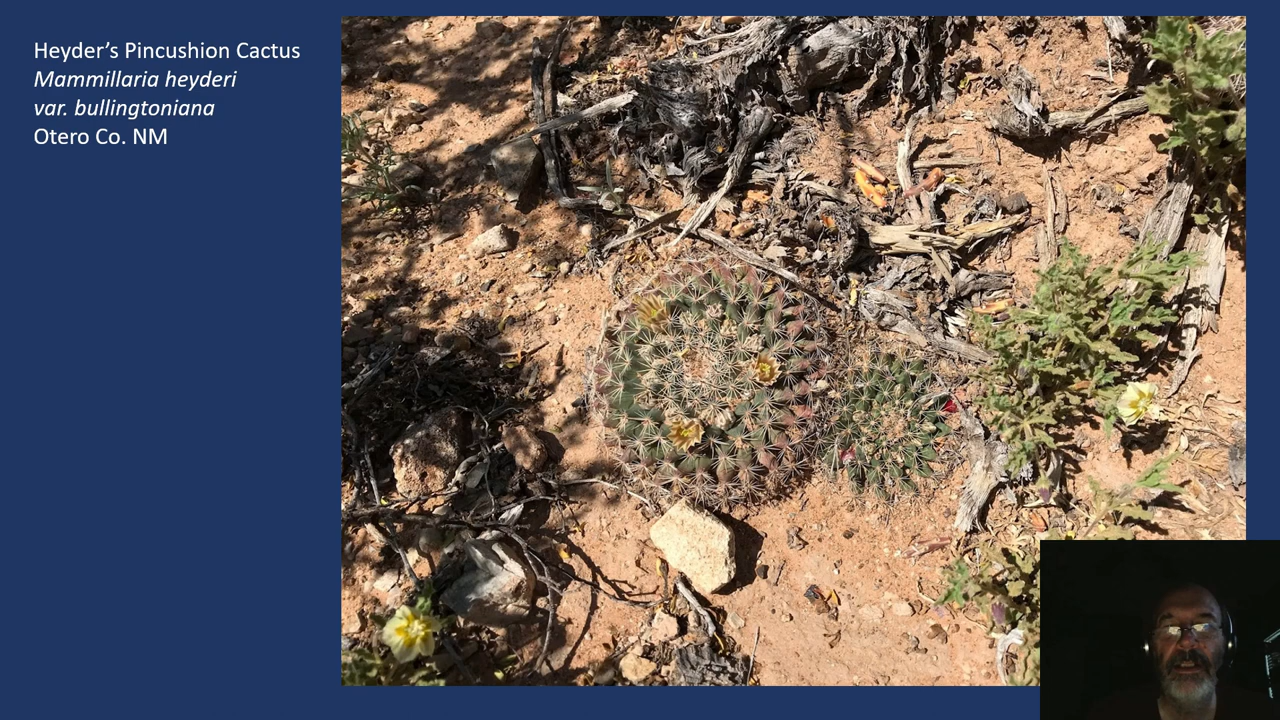 Heyder’s Pincushion Cactus
Mammillaria heyderi
var. bullingtoniana
Otero Co. NM